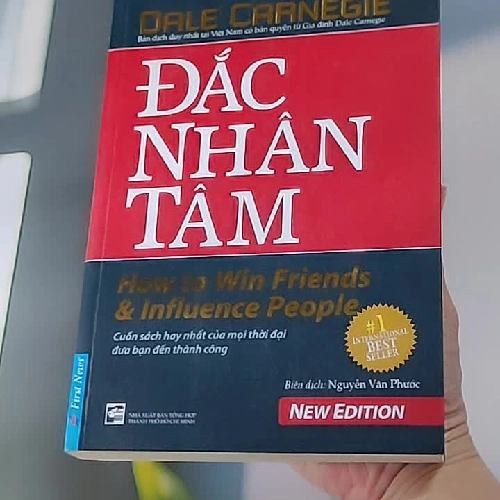 DALE CARNEGIE
Bản dịch duy nhất tại Việt Nam có bản quyền từ Gia đình Dale Carnegie
ĐẮC
NHÂN
TÂM
How to Win Friends
& Influence People
Cuốn sách hay nhất của mọi thời đại
đưa bạn đến thành công
#1
INTERNATIONAL
BEST
SELLER
Biên dịch: Nguyễn Văn Phước
NEW EDITION
First News
NHÀ XUẤT BẢN TỔNG HỢP
THÀNH PHỐ HỒ CHÍ MINH